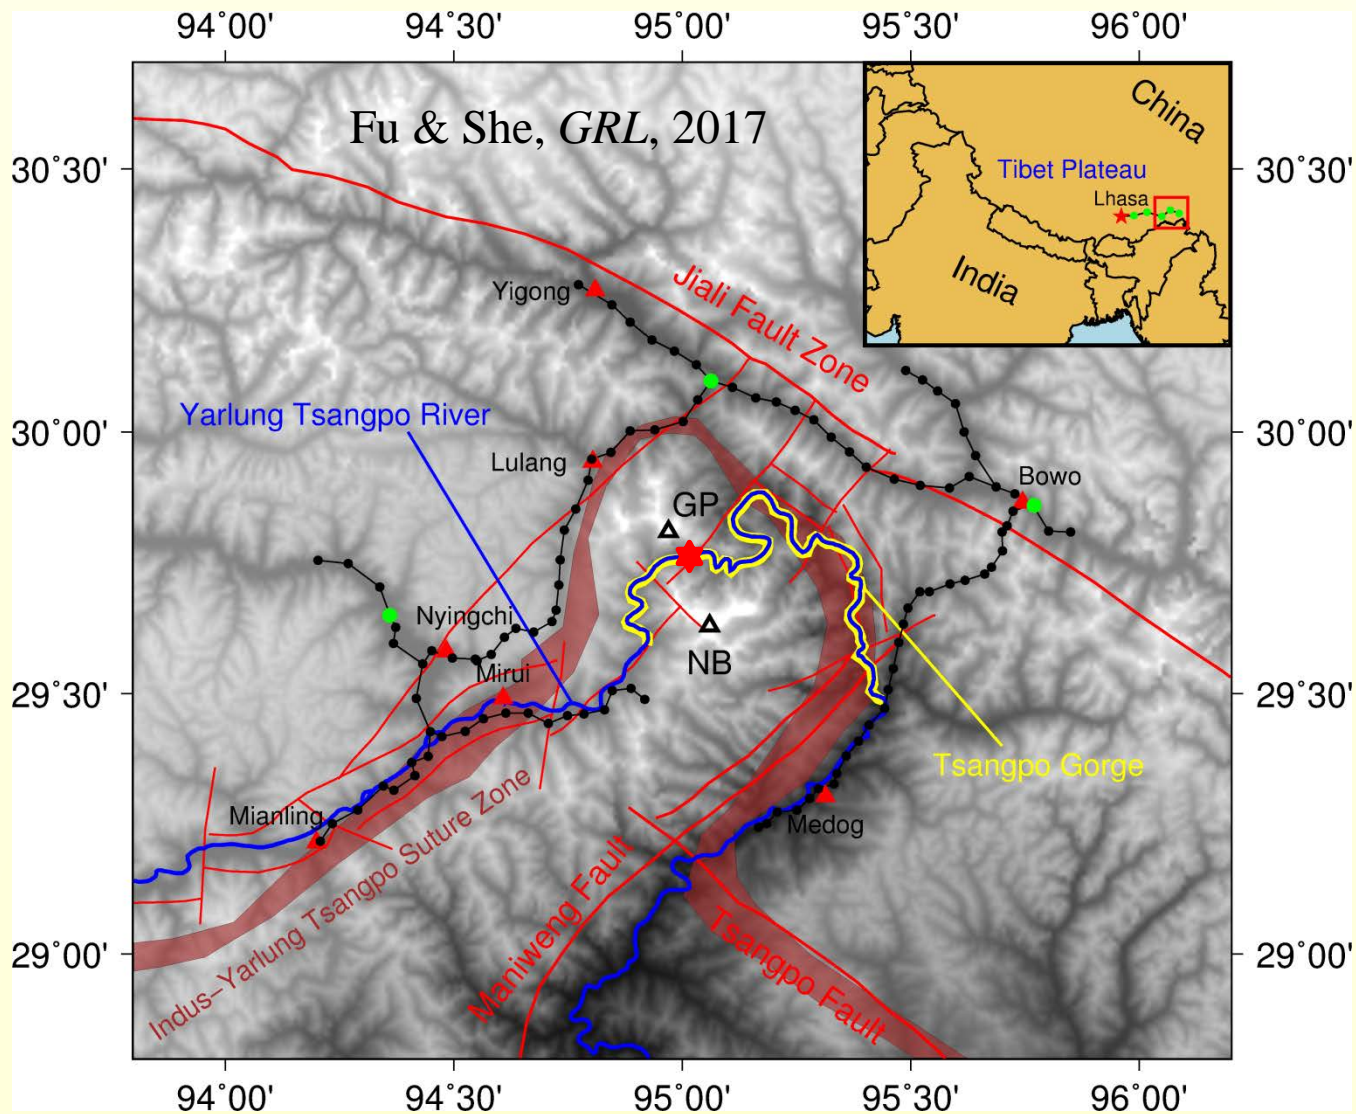 94˚00'
94˚30'
95˚00'
95˚30'
96˚00'
Fu & She, GRL, 2017
China
Tibet Plateau
Lhasa
India
30˚30'
30˚30'
Yigong
Jiali Fault Zone
Yarlung Tsangpo River
30˚00'
30˚00'
Lulang
Bowo
GP
Nyingchi
NB
Mirui
29˚30'
29˚30'
Tsangpo Gorge
Mianling
Medog
Indus–Yarlung Tsangpo Suture Zone
Maniweng Fault
Tsangpo Fault
29˚00'
29˚00'
94˚00'
94˚30'
95˚00'
95˚30'
96˚00'